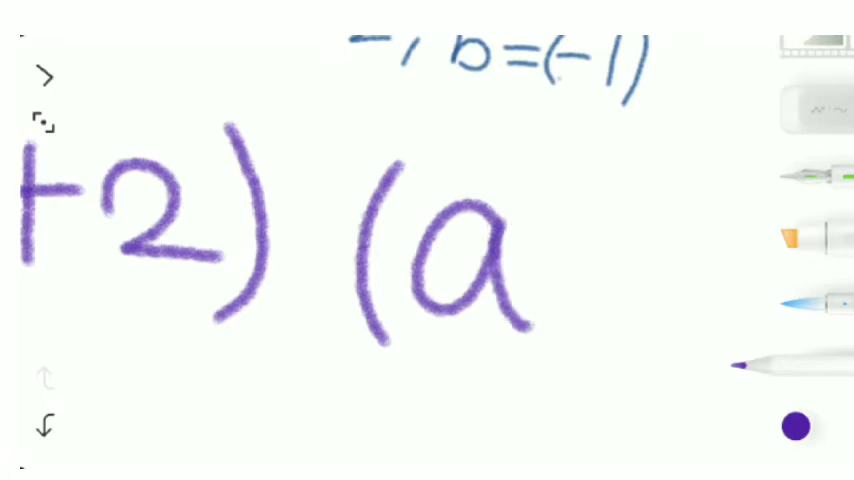 b=(-1)
+2) (a